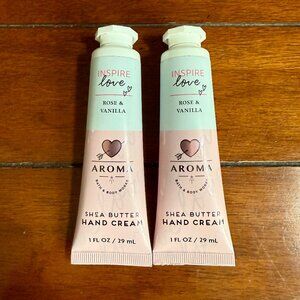 INSPIRE
love
ROSE &
VANILLA
AROMA
BATH & BODY WORKS
SHEA BUTTER
HAND CREAM
1 FL OZ / 29 mL
INSPIRE
love
ROSE &
VANILLA
AROMA
BATH & BODY WORKS
SHEA BUTTER
HAND CREAM
1 FL OZ / 29 mL